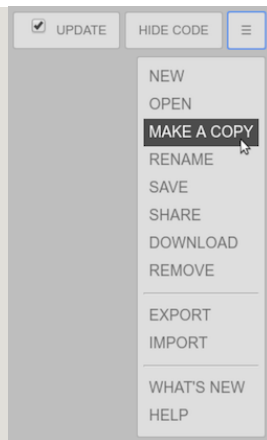 UPDATE HIDE CODE ☰
NEW
OPEN
MAKE A COPY
RENAME
SAVE
SHARE
DOWNLOAD
REMOVE
EXPORT
IMPORT
WHAT'S NEW
HELP